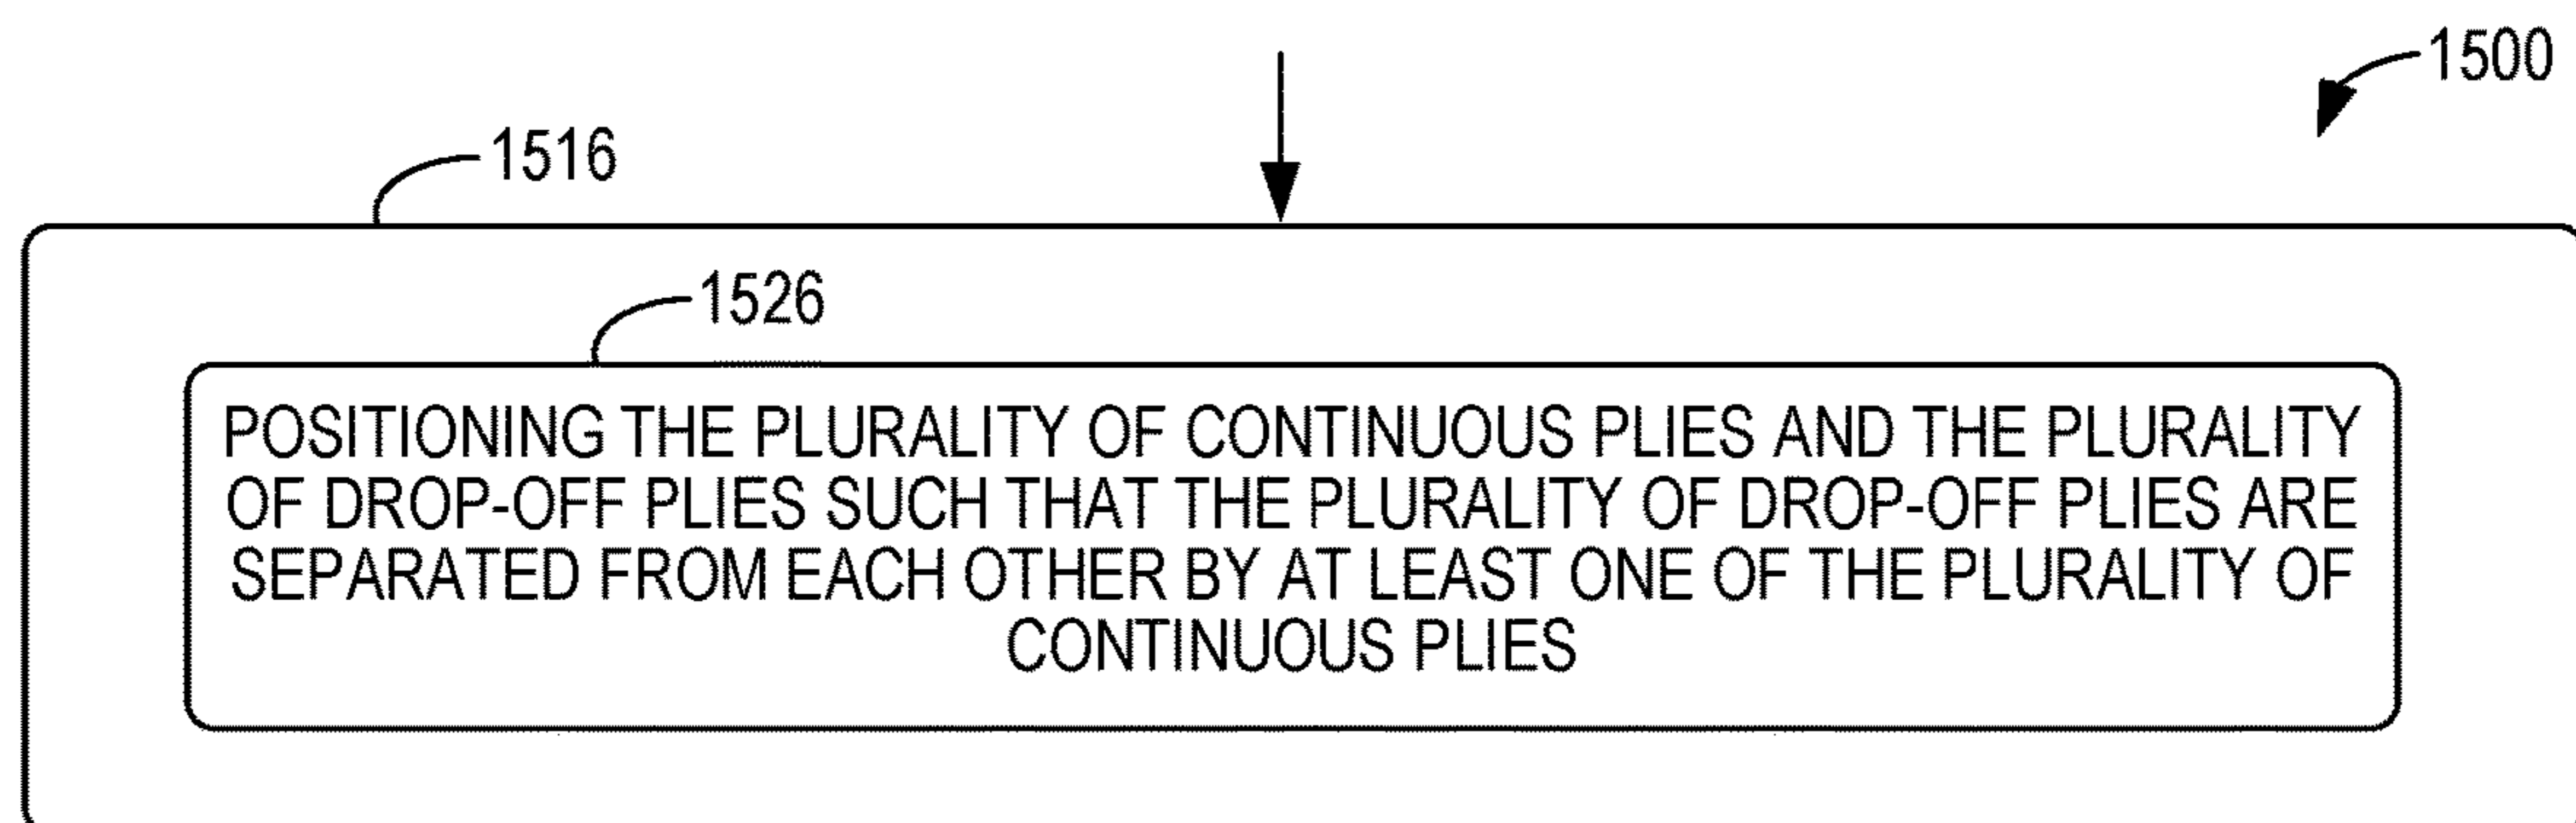 1500
1516
1526
POSITIONING THE PLURALITY OF CONTINUOUS PLIES AND THE PLURALITY
OF DROP-OFF PLIES SUCH THAT THE PLURALITY OF DROP-OFF PLIES ARE
SEPARATED FROM EACH OTHER BY AT LEAST ONE OF THE PLURALITY OF
CONTINUOUS PLIES